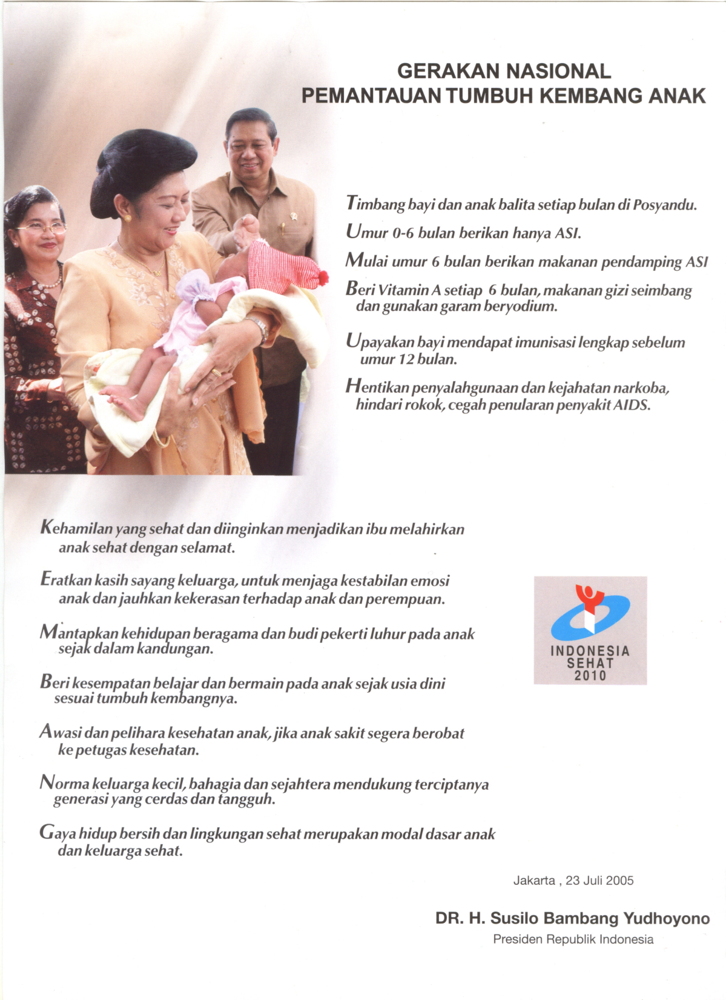 GERAKAN NASIONAL
PEMANTAUAN TUMBUH KEMBANG ANAK
Timbang bayi dan anak balita setiap bulan di Posyandu.
Umur 0-6 bulan berikan hanya ASI.
Mulai umur 6 bulan berikan makanan pendamping ASI
Beri Vitamin A setiap 6 bulan, makanan gizi seimbang
dan gunakan garam beryodium.
Upayakan bayi mendapat imunisasi lengkap sebelum
umur 12 bulan.
Hentikan penyalahgunaan dan kejahatan narkoba,
hindari rokok, cegah penularan penyakit AIDS.
Kehamilan yang sehat dan diinginkan menjadikan ibu melahirkan
anak sehat dengan selamat.
Eratkan kasih sayang keluarga, untuk menjaga kestabilan emosi
anak dan jauhkan kekerasan terhadap anak dan perempuan.
Mantapkan kehidupan beragama dan budi pekerti luhur pada anak
sejak dalam kandungan.
Beri kesempatan belajar dan bermain pada anak sejak usia dini
sesuai tumbuh kembangnya.
Awasi dan pelihara kesehatan anak, jika anak sakit segera berobat
ke petugas kesehatan.
Norma keluarga kecil, bahagia dan sejahtera mendukung terciptanya
generasi yang cerdas dan tangguh.
Gaya hidup bersih dan lingkungan sehat merupakan modal dasar anak
dan keluarga sehat.
INDONESIA
SEHAT
2010
Jakarta , 23 Juli 2005
DR. H. Susilo Bambang Yudhoyono
Presiden Republik Indonesia